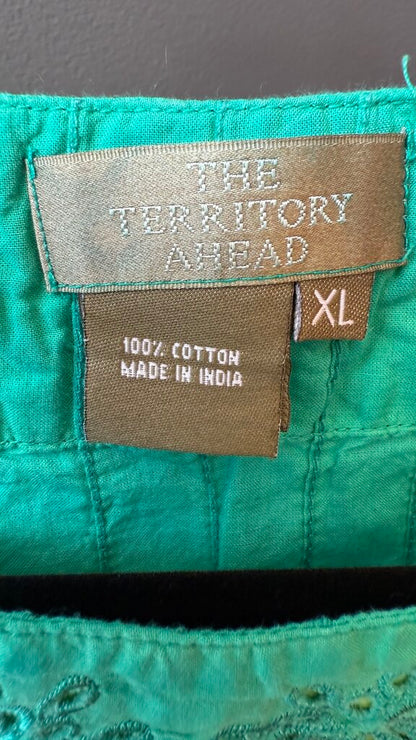 THE
TERRITORY
AHEAD
XL
100% COTTON
MADE IN INDIA